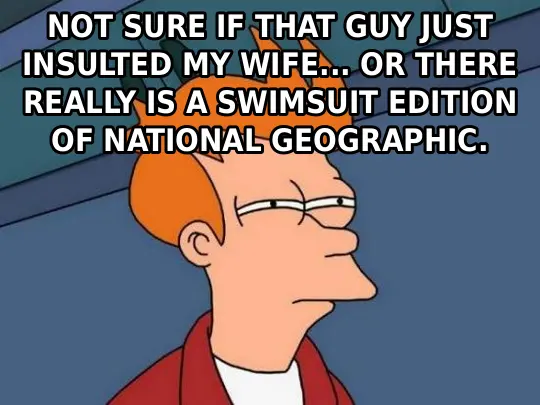 NOT SURE IF THAT GUY JUST
INSULTED MY WIFE... OR THERE
REALLY IS A SWIMSUIT EDITION
OF NATIONAL GEOGRAPHIC.